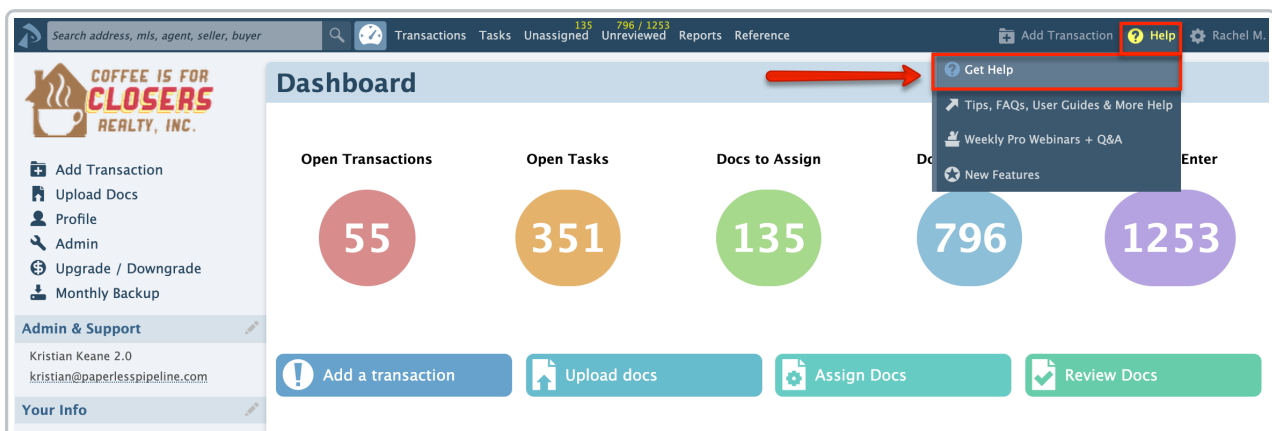 Search address, mls, agent, seller, buyer
Transactions Tasks Unassigned 135 Unreviewed 796 / 1253 Reports Reference
Add Transaction
? Help
Rachel M.
COFFEE IS FOR
CLOSERS
REALTY, INC.
Add Transaction
Upload Docs
Profile
Admin
Upgrade / Downgrade
Monthly Backup
Admin & Support
Kristian Keane 2.0
kristian@paperlesspipeline.com
Your Info
Dashboard
? Get Help
Tips, FAQs, User Guides & More Help
Weekly Pro Webinars + Q&A
New Features
Open Transactions
55
Open Tasks
351
Docs to Assign
135
Do
796
Enter
1253
Add a transaction
Upload docs
Assign Docs
Review Docs